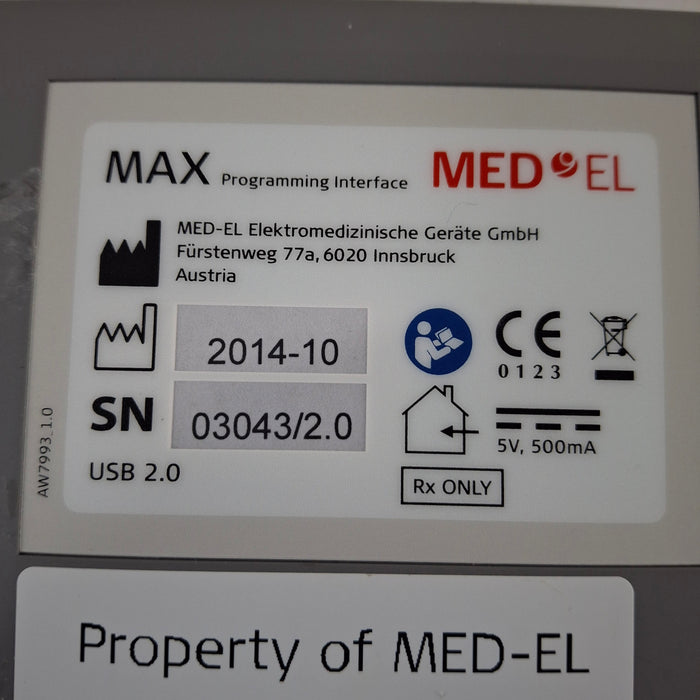 MAX Programming Interface MED-EL
MED-EL Elektromedizinische Geräte GmbH
Fürstenweg 77a, 6020 Innsbruck
Austria
2014-10
CE
0123
SN 03043/2.0
5V, 500mA
USB 2.0
Rx ONLY
AW7993_1.0
Property of MED-EL